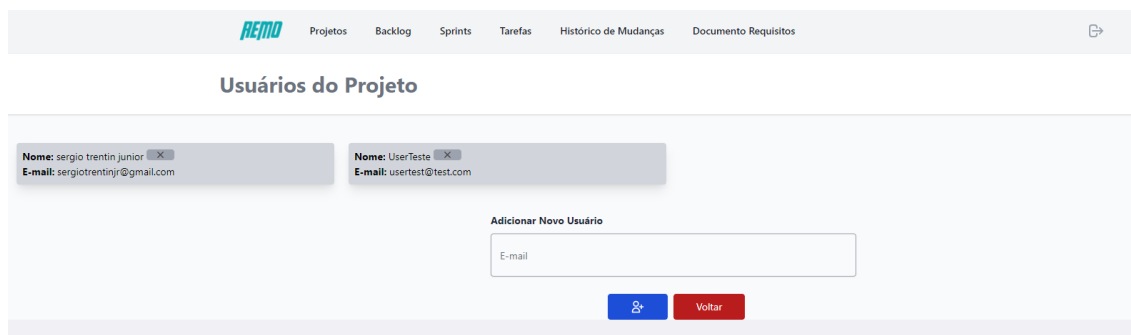 REMO Projetos Backlog Sprints Tarefas Histórico de Mudanças Documento Requisitos
Usuários do Projeto
Nome: sergio trentin junior
E-mail: sergiotrentinjr@gmail.com
Nome: UserTeste
E-mail: usertest@test.com
Adicionar Novo Usuário
E-mail
Voltar